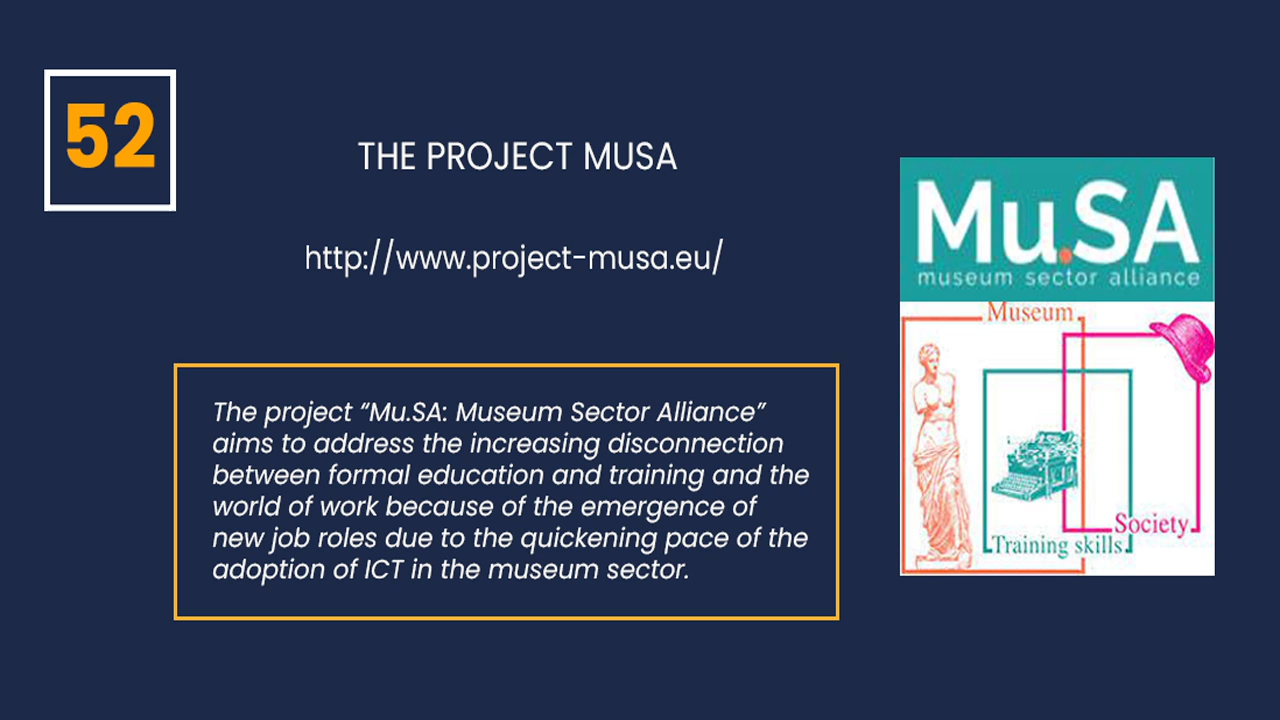 52
THE PROJECT MUSA
http://www.project-musa.eu/
The project “Mu.SA: Museum Sector Alliance”
aims to address the increasing disconnection
between formal education and training and the
world of work because of the emergence of
new job roles due to the quickening pace of the
adoption of ICT in the museum sector.
Mu.SA
museum sector alliance
Museum
Society
Training skills